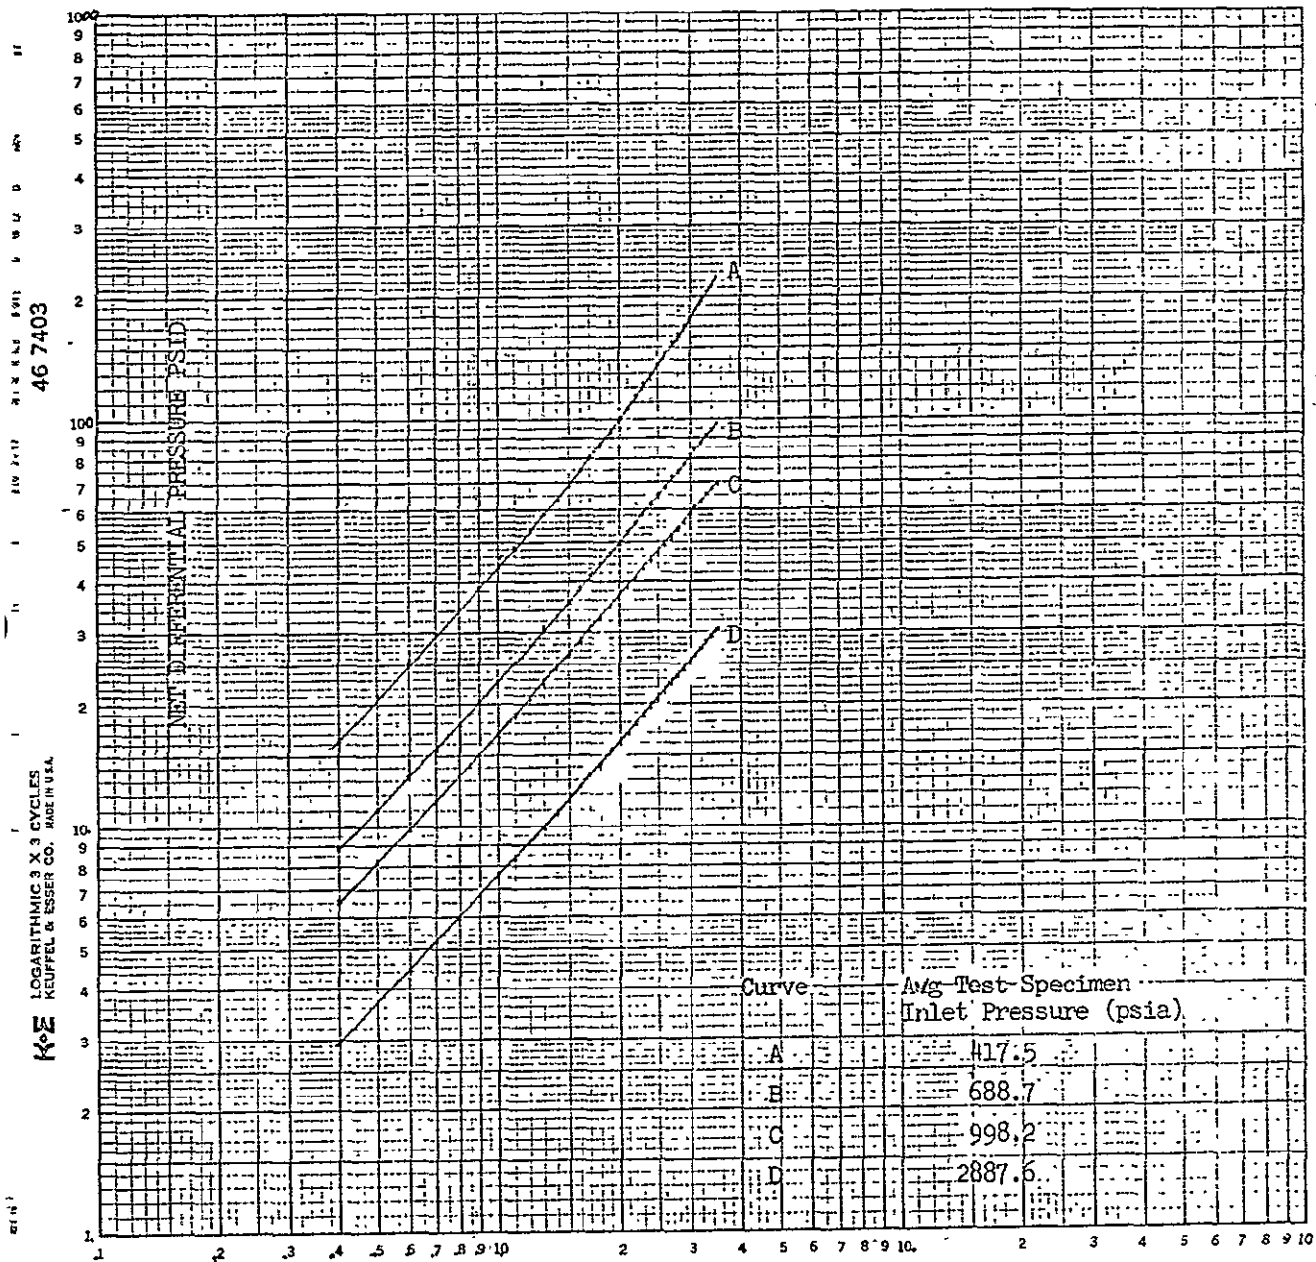 1000
9
8
7
6
5
4
3
2
100
9
8
7
6
5
4
3
2
10.
9
8
7
6
5
4
3
2
1.
.1 .2 .3 .4 .5 .6 .7 .8 .9 1.0 2 3 4 5 6 7 8 9 10. 2 3 4 5 6 7 8 9 10
46 7403
K+E LOGARITHMIC 3 X 3 CYCLES
KEUFFEL & ESSER CO. MADE IN U.S.A.
NET DIFFERENTIAL PRESSURE PSID
A
B
C
D
Curve Avg Test Specimen
Inlet Pressure (psia)
A 417.5
B 688.7
C 998.2
D 2887.6